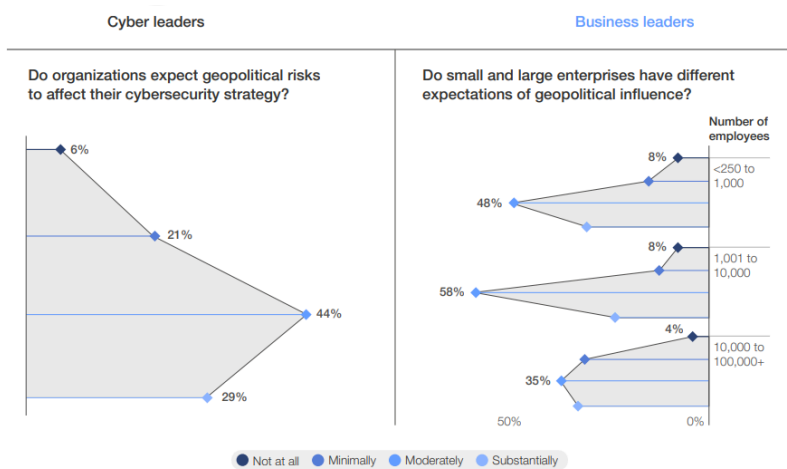 Cyber leaders
Business leaders
Do organizations expect geopolitical risks
to affect their cybersecurity strategy?
6%
21%
44%
29%
Do small and large enterprises have different
expectations of geopolitical influence?
Number of
employees
8%
<250 to
1,000
48%
8%
1,001 to
10,000
58%
4%
10,000 to
100,000+
35%
50%
0%
Not at all
Minimally
Moderately
Substantially